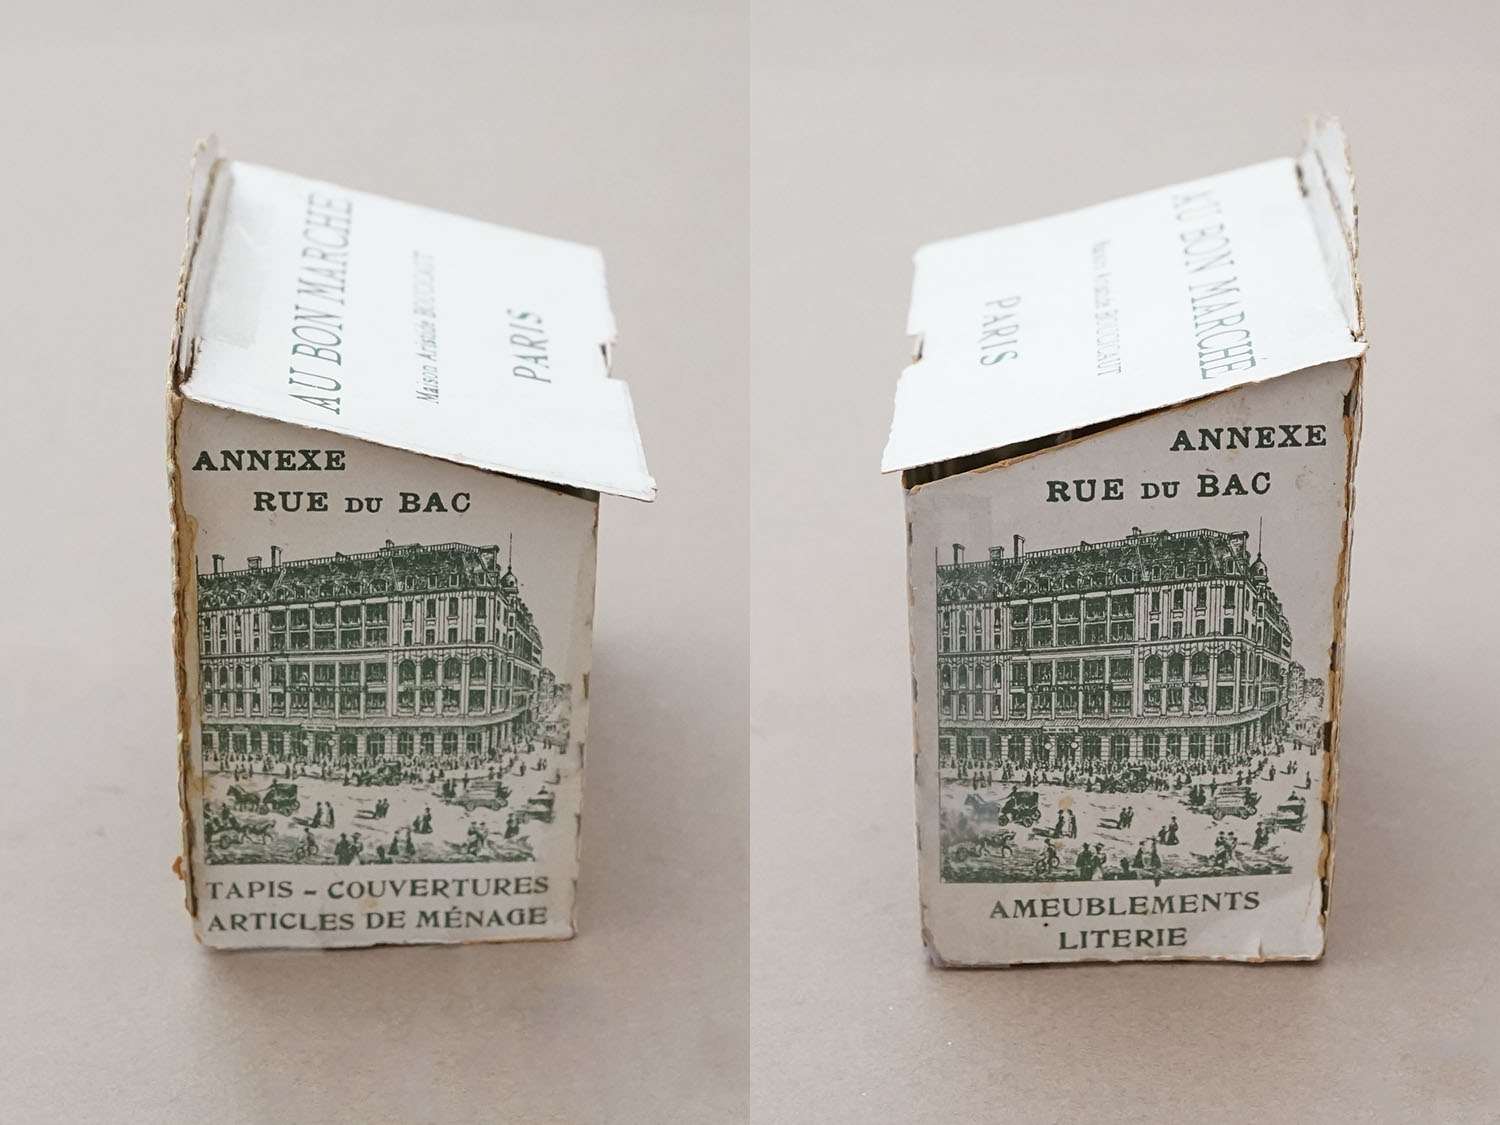 AU BON MARCHÉ
Maison Aristide BOUCICAUT
PARIS
ANNEXE
RUE DU BAC
TAPIS - COUVERTURES
ARTICLES DE MÉNAGE
AU BON MARCHÉ
Maison Aristide BOUCICAUT
PARIS
ANNEXE
RUE DU BAC
AMEUBLEMENTS
LITERIE